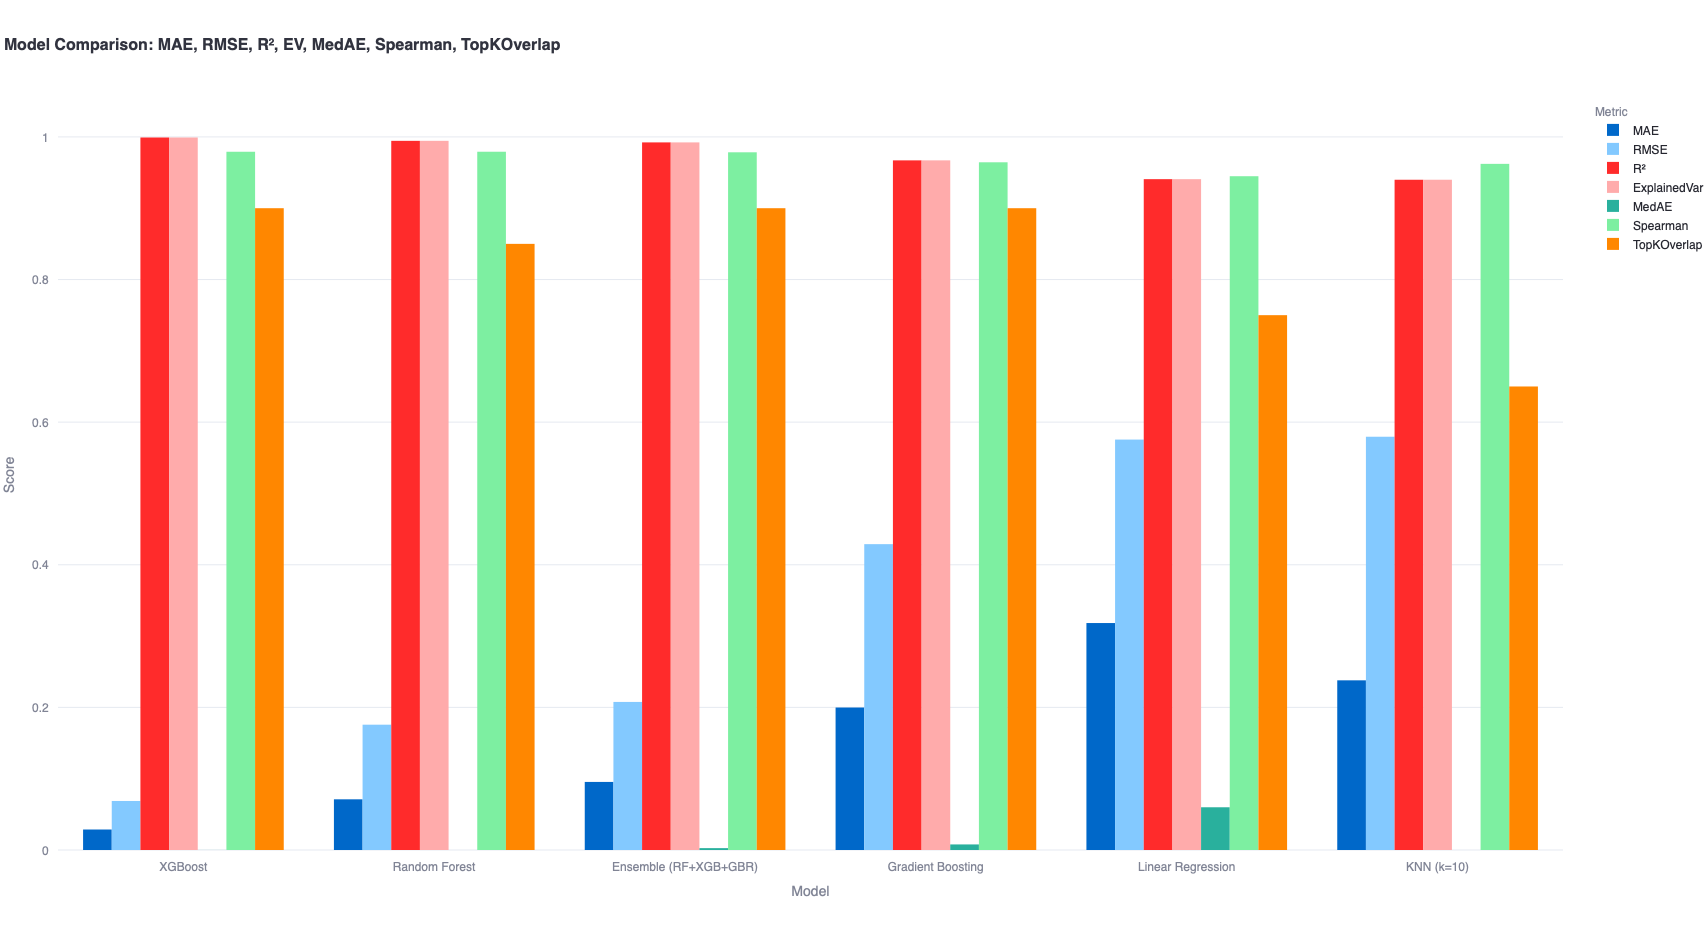 Model Comparison: MAE, RMSE, R², EV, MedAE, Spearman, TopKOverlap
Metric
MAE
RMSE
R²
ExplainedVar
MedAE
Spearman
TopKOverlap
1
0.8
0.6
0.4
0.2
0
Score
XGBoost
Random Forest
Ensemble (RF+XGB+GBR)
Gradient Boosting
Linear Regression
KNN (k=10)
Model